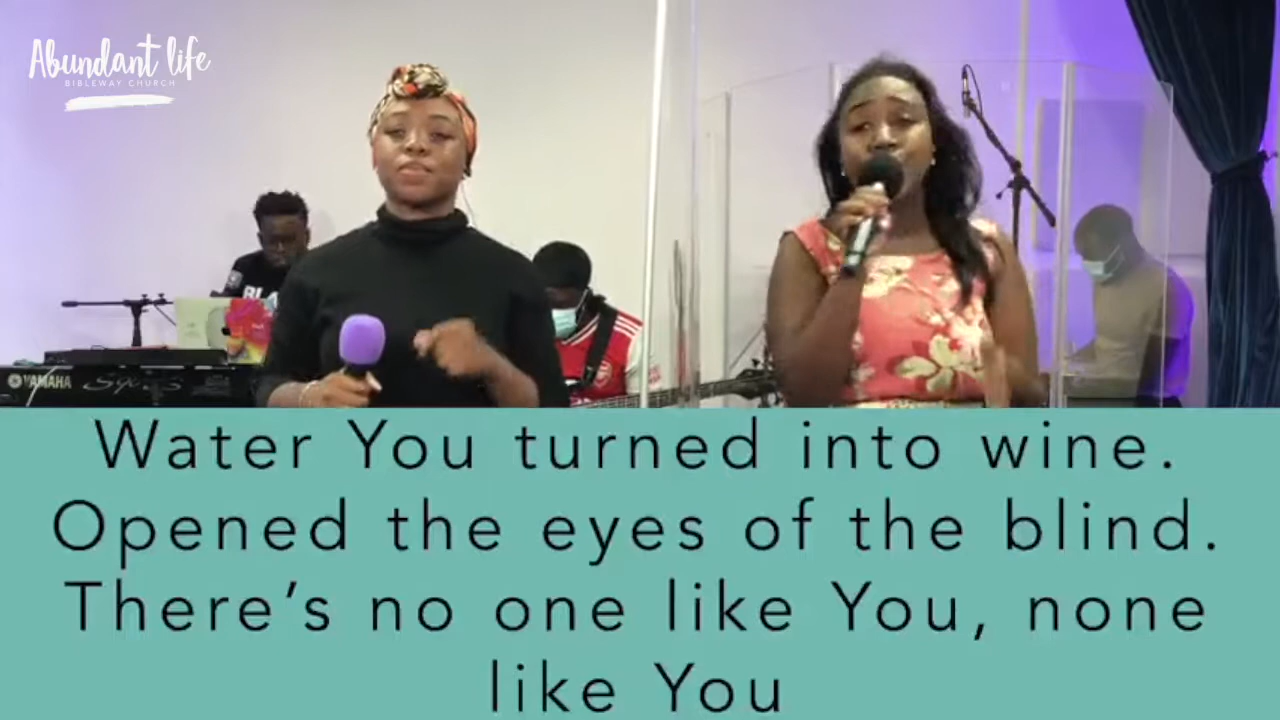 Abundant life
BIBLEWAY CHURCH
BLA
YAMAHA
Water You turned into wine.
Opened the eyes of the blind.
There's no one like You, none
like You